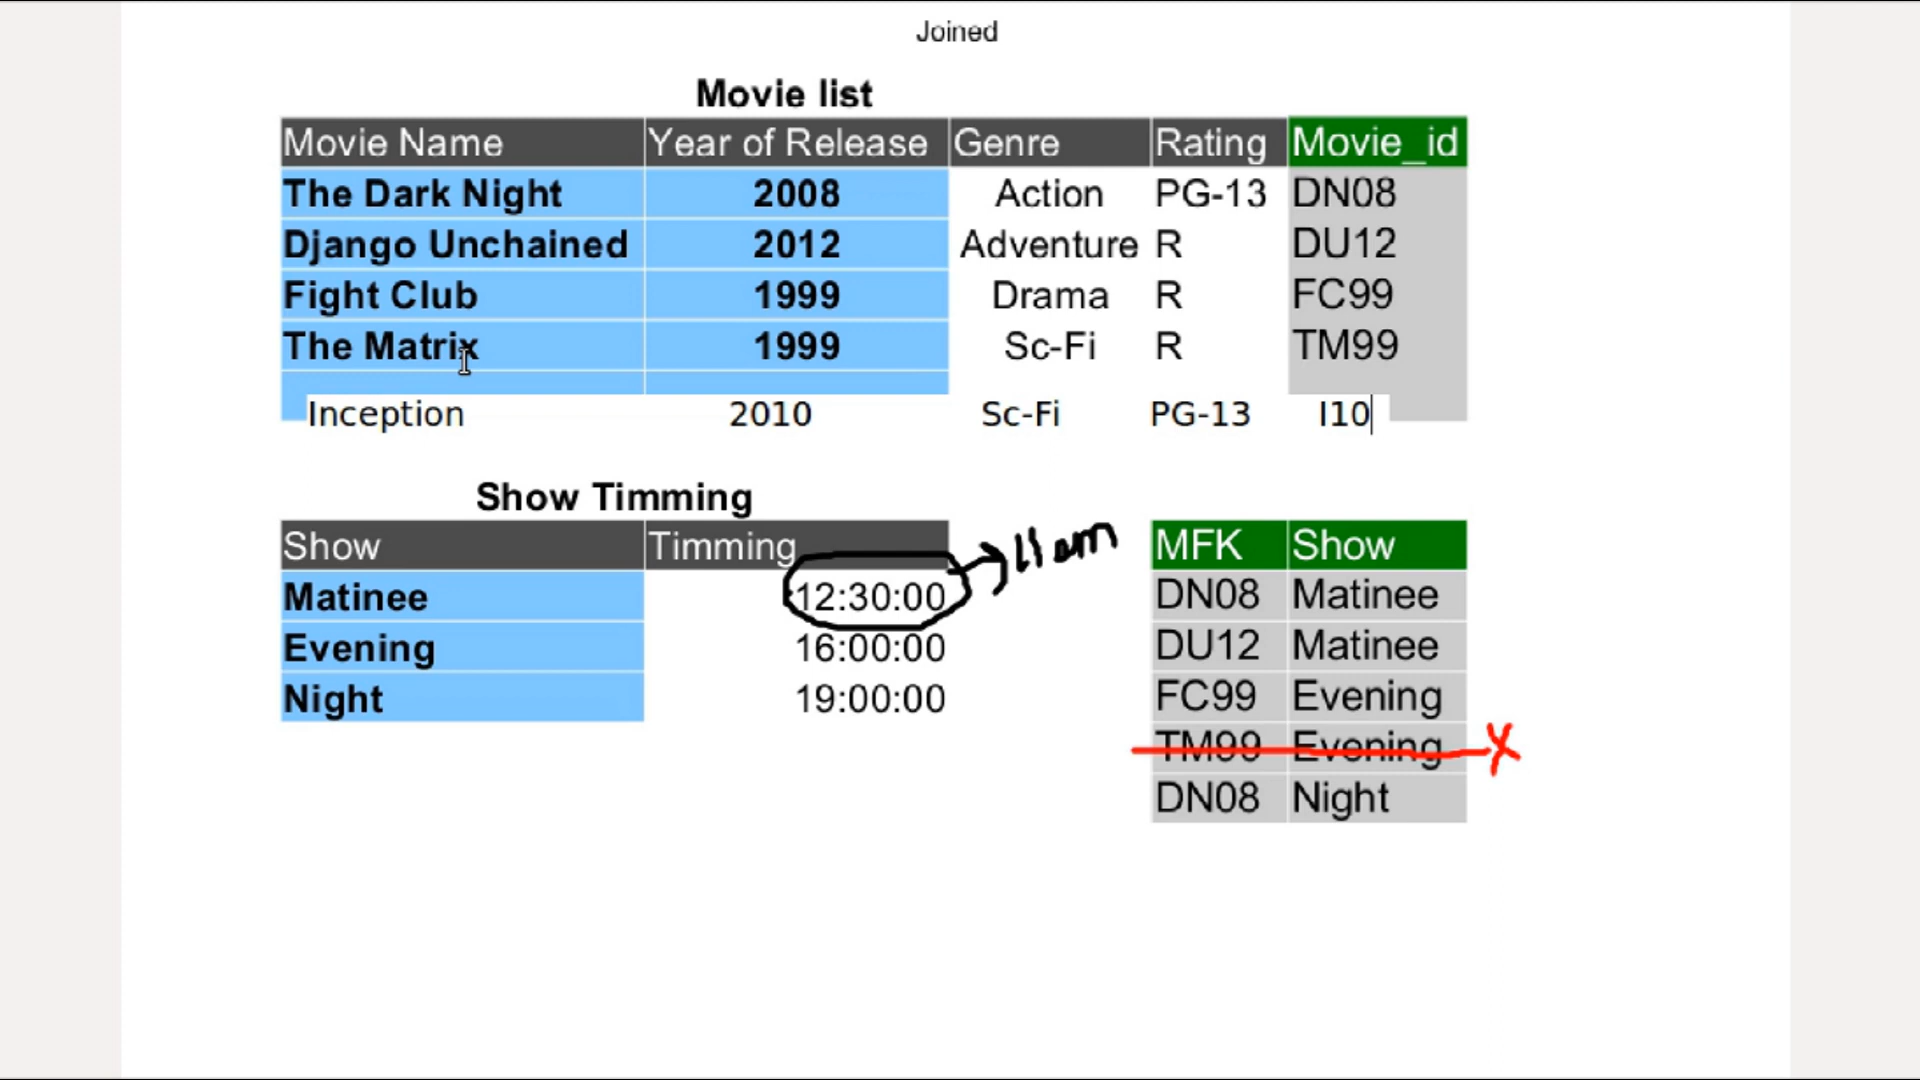 Joined
Movie list
Movie Name Year of Release Genre Rating Movie_id
The Dark Night 2008 Action PG-13 DN08
Django Unchained 2012 Adventure R DU12
Fight Club 1999 Drama R FC99
The Matrix 1999 Sc-Fi R TM99
Inception 2010 Sc-Fi PG-13 I10
Show Timming
Show Timming 11am MFK Show
Matinee 12:30:00 DN08 Matinee
Evening 16:00:00 DU12 Matinee
Night 19:00:00 FC99 Evening
TM99 Evening X
DN08 Night